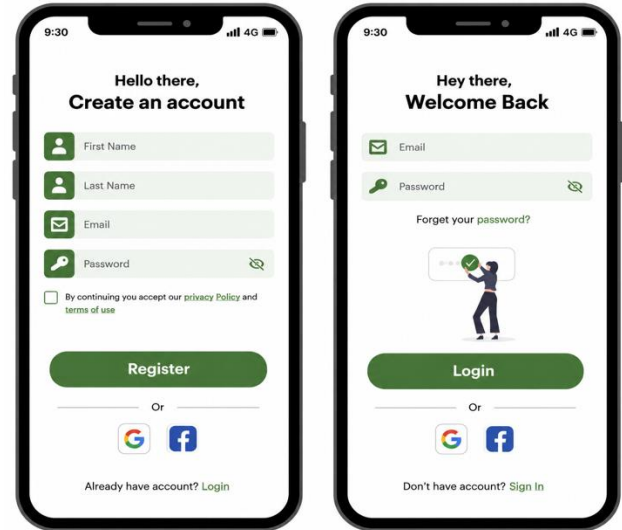 9:30
4G
Hello there,
Create an account
First Name
Last Name
Email
Password
By continuing you accept our privacy Policy and
terms of use
Register
Or
Already have account? Login
9:30
4G
Hey there,
Welcome Back
Email
Password
Forget your password?
Login
Or
Don't have account? Sign In